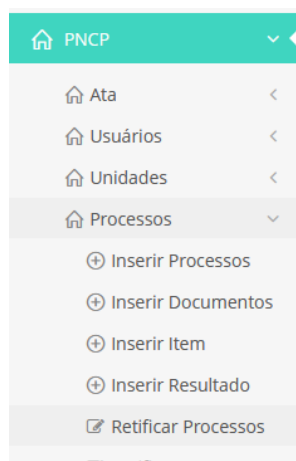 PNCP
Ata
Usuários
Unidades
Processos
Inserir Processos
Inserir Documentos
Inserir Item
Inserir Resultado
Retificar Processos